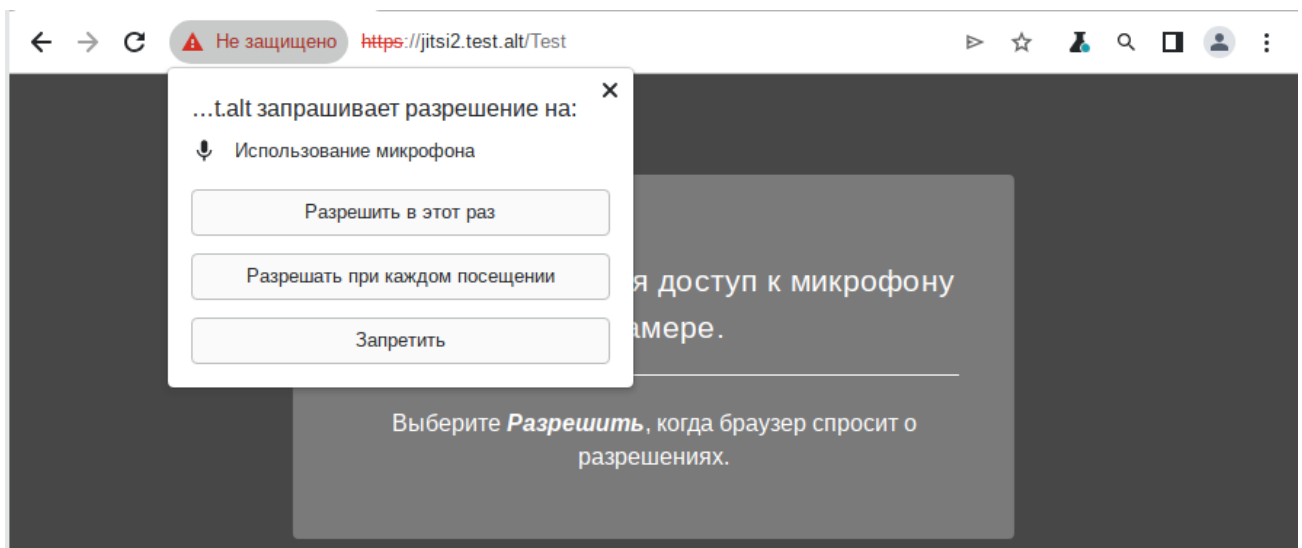 Не защищено https://jitsi2.test.alt/Test
…t.alt запрашивает разрешение на:
Использование микрофона
Разрешить в этот раз
Разрешать при каждом посещении
Запретить
доступ к микрофону
Выберите Разрешить, когда браузер спросит о
разрешениях.